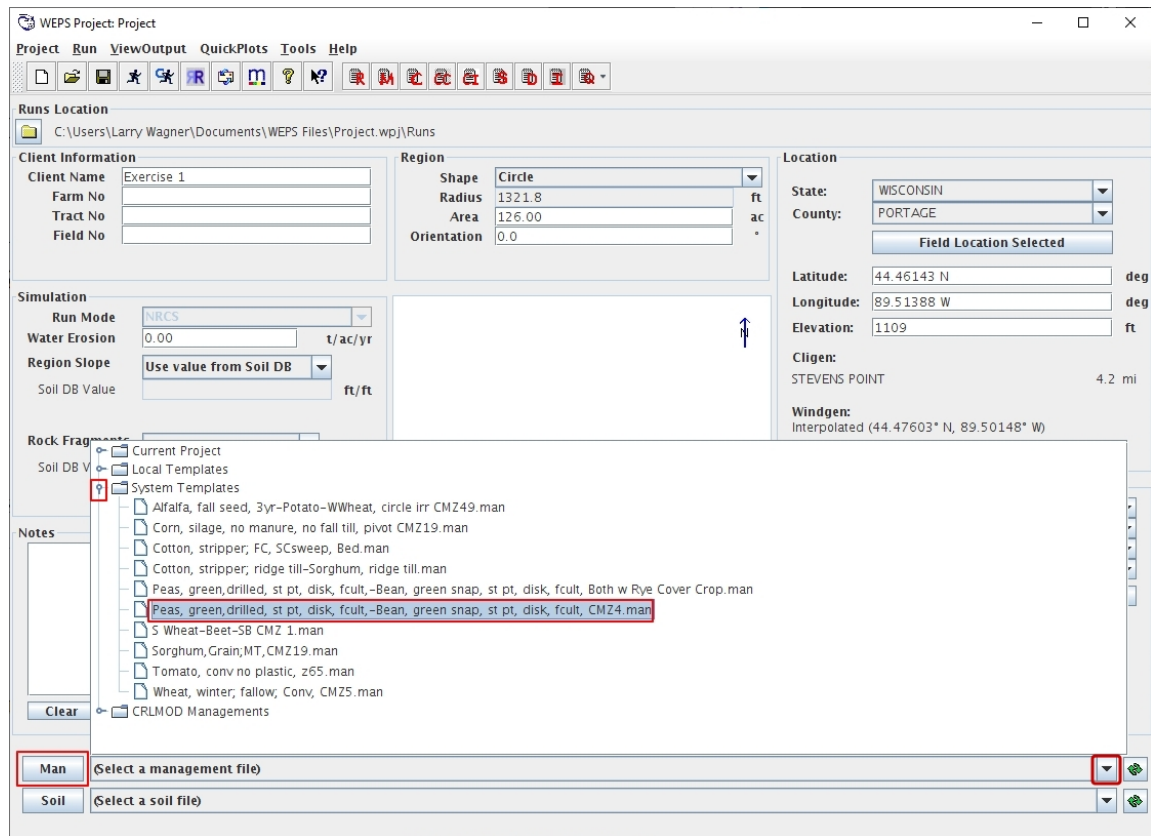 WEPS Project: Project
Project Run ViewOutput QuickPlots Tools Help
Runs Location
C:\Users\Larry Wagner\Documents\WEPS Files\Project.wpj\Runs
Client Information
Client Name Exercise 1
Farm No
Tract No
Field No
Region
Shape Circle
Radius 1321.8 ft
Area 126.00 ac
Orientation 0.0 °
Location
State: WISCONSIN
County: PORTAGE
Field Location Selected
Latitude: 44.46143 N deg
Longitude: 89.51388 W deg
Elevation: 1109 ft
Cligen:
STEVENS POINT 4.2 mi
Windgen:
Interpolated (44.47603° N, 89.50148° W)
Simulation
Run Mode NRCS
Water Erosion 0.00 t/ac/yr
Region Slope Use value from Soil DB
Soil DB Value ft/ft
N
Rock Fragments
Soil DB V
Current Project
Local Templates
System Templates
Alfalfa, fall seed, 3yr-Potato-WWheat, circle irr CMZ49.man
Corn, silage, no manure, no fall till, pivot CMZ19.man
Cotton, stripper; FC, SCsweep, Bed.man
Cotton, stripper; ridge till-Sorghum, ridge till.man
Peas, green,drilled, st pt, disk, fcult,-Bean, green snap, st pt, disk, fcult, Both w Rye Cover Crop.man
Peas, green,drilled, st pt, disk, fcult,-Bean, green snap, st pt, disk, fcult, CMZ4.man
S Wheat-Beet-SB CMZ 1.man
Sorghum,Grain;MT,CMZ19.man
Tomato, conv no plastic, z65.man
Wheat, winter; fallow; Conv, CMZ5.man
CRLMOD Managements
Notes
Clear
Man (Select a management file)
Soil (Select a soil file)